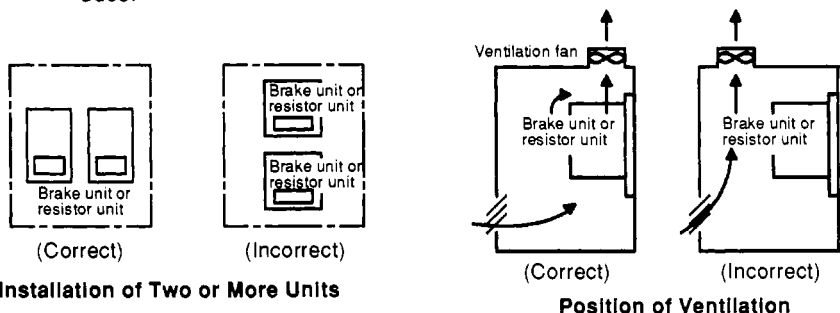 Brake unit or
resistor unit
(Correct)
Brake unit or
resistor unit
Brake unit or
resistor unit
(Incorrect)
Installation of Two or More Units
Ventilation fan
Brake unit or
resistor unit
(Correct)
Brake unit or
resistor unit
(Incorrect)
Position of Ventilation